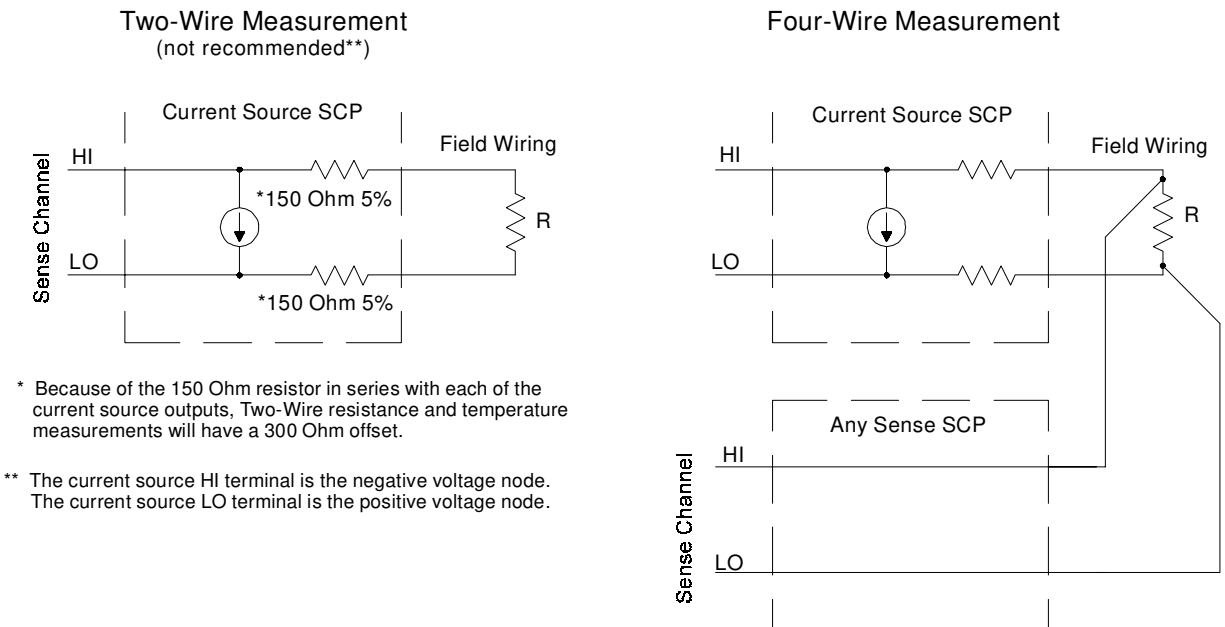 Two-Wire Measurement
(not recommended**)
Current Source SCP
Field Wiring
Sense Channel
HI
*150 Ohm 5%
R
LO
*150 Ohm 5%
* Because of the 150 Ohm resistor in series with each of the
current source outputs, Two-Wire resistance and temperature
measurements will have a 300 Ohm offset.
** The current source HI terminal is the negative voltage node.
The current source LO terminal is the positive voltage node.
Four-Wire Measurement
Current Source SCP
Field Wiring
HI
R
LO
Any Sense SCP
Sense Channel
HI
LO